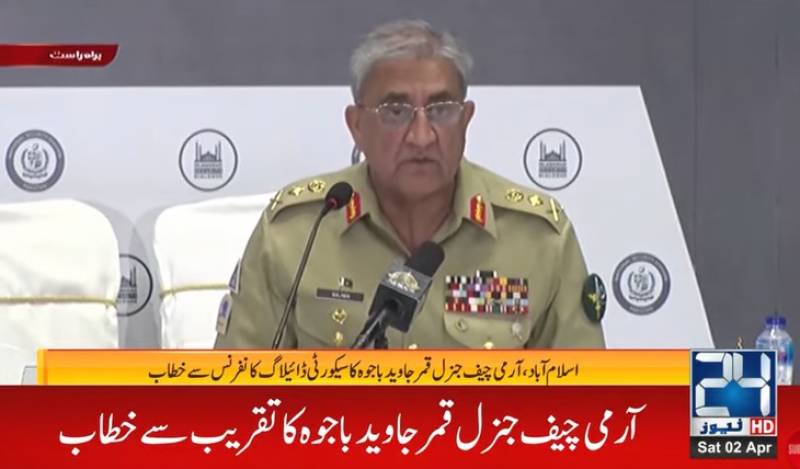 براہ راست
BAJWA
اسلام آباد، آرمی چیف جنرل قمر جاوید باجوہ کا سیکورٹی ڈائیلاگ کانفرنس سے خطاب
آرمی چیف جنرل قمر جاوید باجوہ کا تقریب سے خطاب
24
نیوز HD
Sat 02 Apr